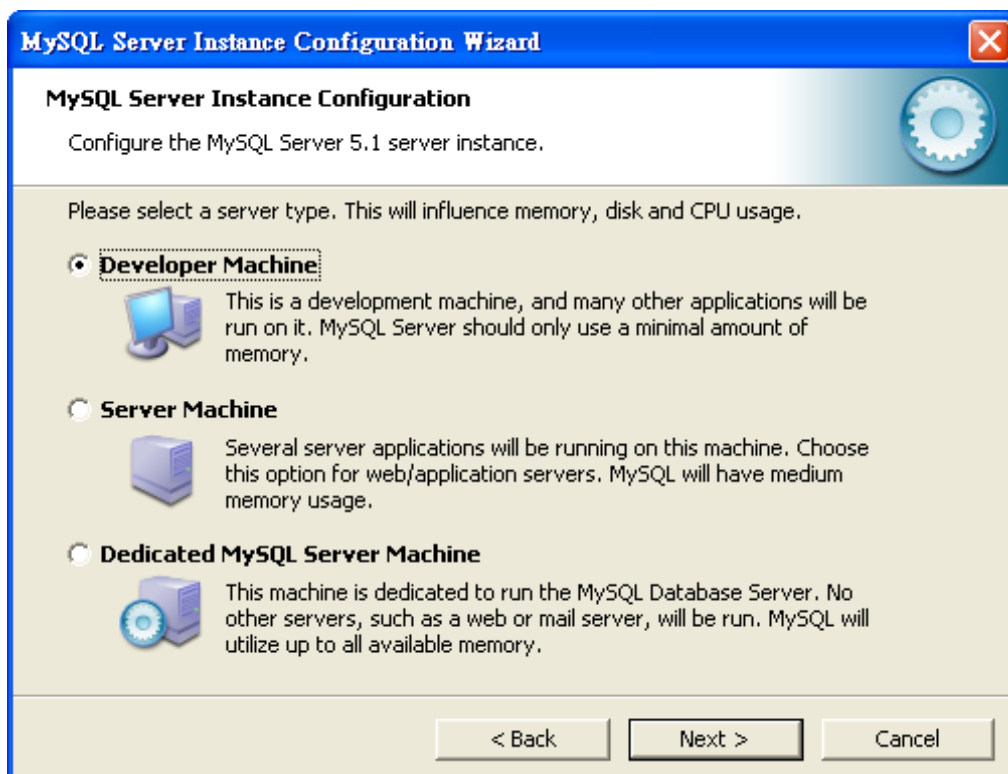 MySQL Server Instance Configuration Wizard
MySQL Server Instance Configuration
Configure the MySQL Server 5.1 server instance.
Please select a server type. This will influence memory, disk and CPU usage.
Developer Machine
This is a development machine, and many other applications will be
run on it. MySQL Server should only use a minimal amount of
memory.
Server Machine
Several server applications will be running on this machine. Choose
this option for web/application servers. MySQL will have medium
memory usage.
Dedicated MySQL Server Machine
This machine is dedicated to run the MySQL Database Server. No
other servers, such as a web or mail server, will be run. MySQL will
utilize up to all available memory.
< Back Next > Cancel